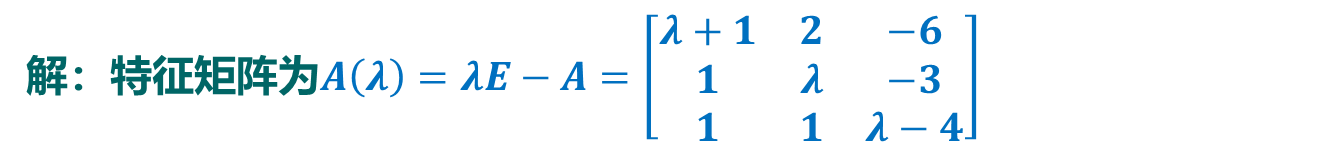 解：特征矩阵为A(λ) = λE − A = [λ + 1 2 −6
1 λ −3
1 1 λ − 4]